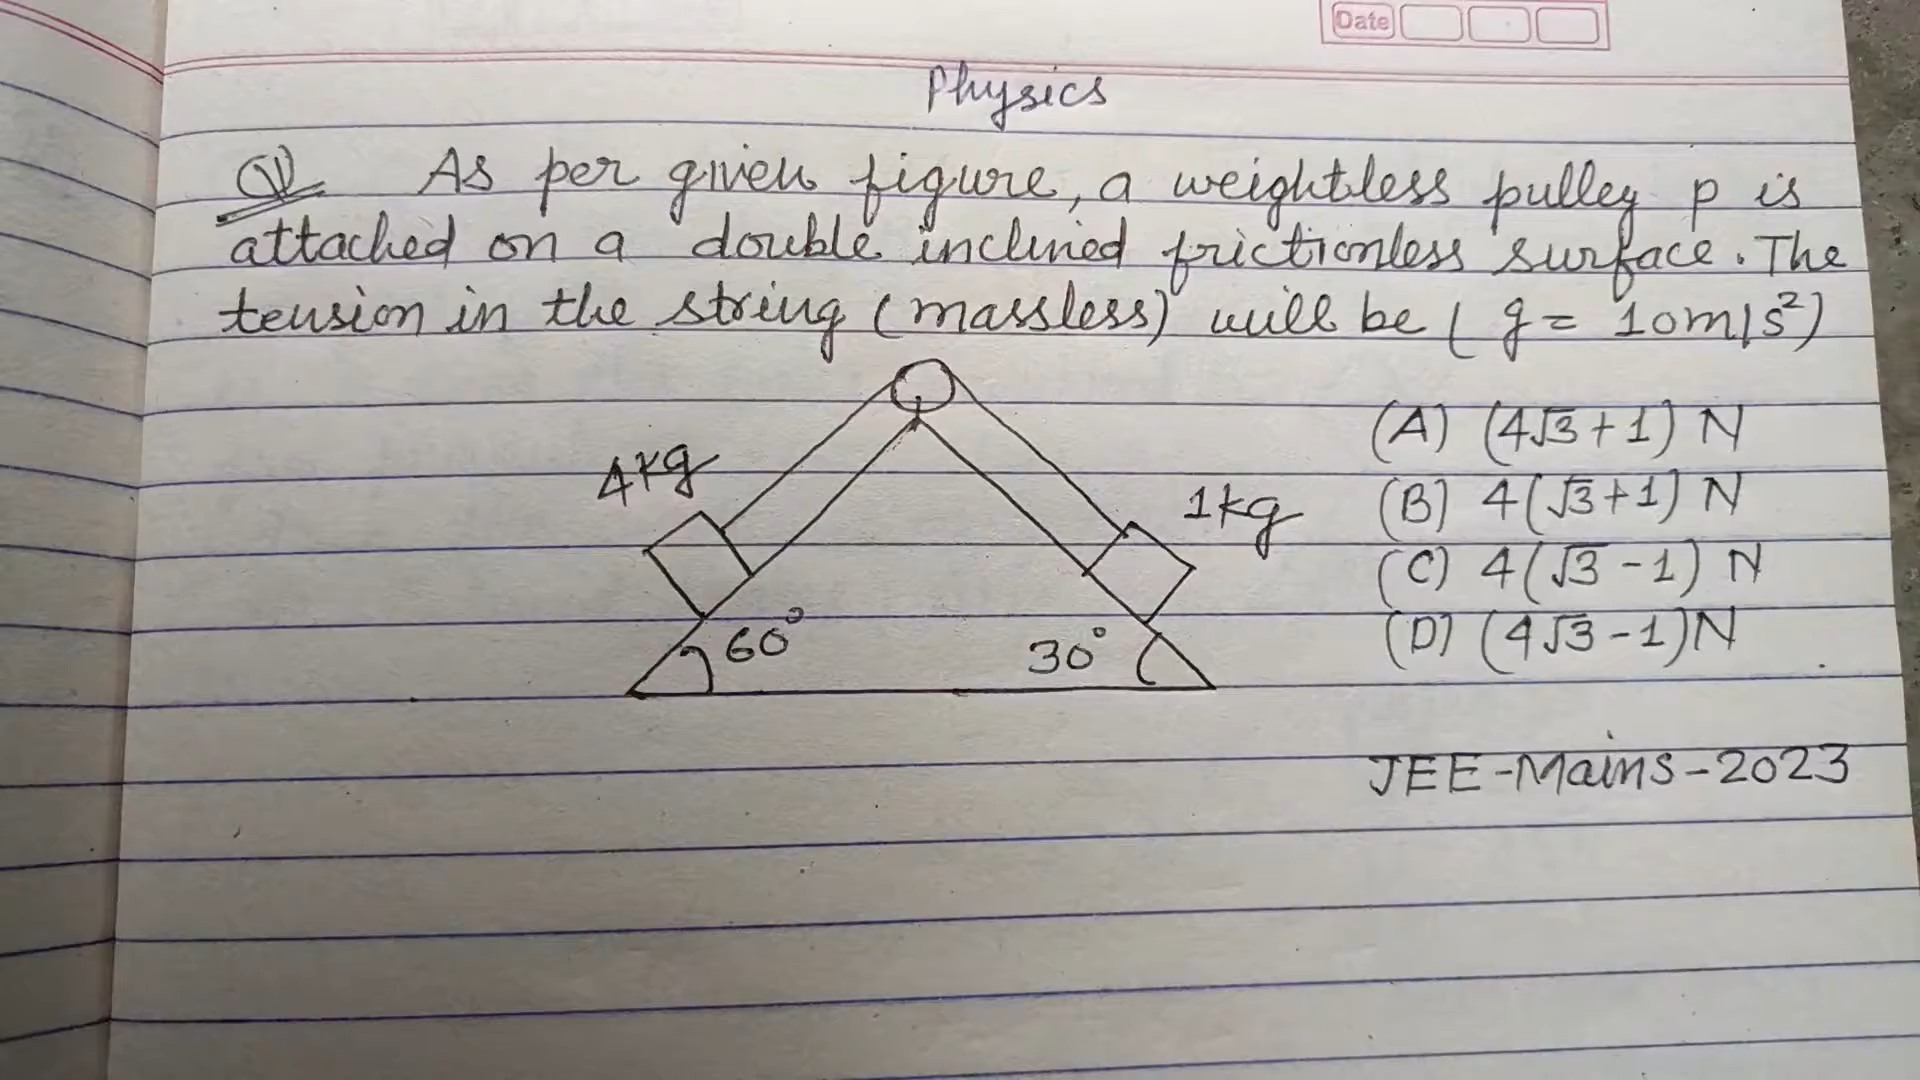 Date
Physics
Q As per given figure, a weightless pulley p is
attached on a double inclined frictionless surface. The
tension in the string (massless) will be ( g = 10m/s²)
4kg
1kg
60°
30°
(A) (4√3+1) N
(B) 4(√3+1) N
(C) 4(√3-1) N
(D) (4√3-1)N
JEE-Mains-2023